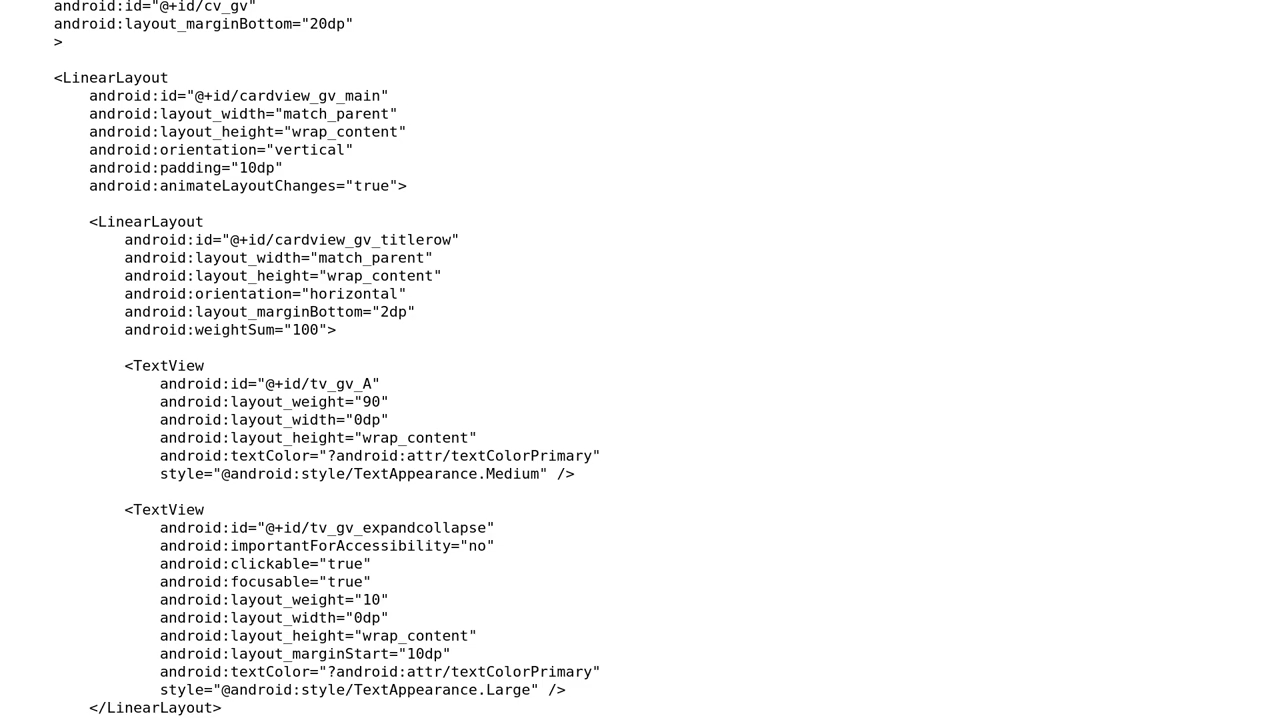 android:id="@+id/cv_gv"
android:layout_marginBottom="20dp"
>
<LinearLayout
android:id="@+id/cardview_gv_main"
android:layout_width="match_parent"
android:layout_height="wrap_content"
android:orientation="vertical"
android:padding="10dp"
android:animateLayoutChanges="true">
<LinearLayout
android:id="@+id/cardview_gv_titlerow"
android:layout_width="match_parent"
android:layout_height="wrap_content"
android:orientation="horizontal"
android:layout_marginBottom="2dp"
android:weightSum="100">
<TextView
android:id="@+id/tv_gv_A"
android:layout_weight="90"
android:layout_width="0dp"
android:layout_height="wrap_content"
android:textColor="?android:attr/textColorPrimary"
style="@android:style/TextAppearance.Medium" />
<TextView
android:id="@+id/tv_gv_expandcollapse"
android:importantForAccessibility="no"
android:clickable="true"
android:focusable="true"
android:layout_weight="10"
android:layout_width="0dp"
android:layout_height="wrap_content"
android:layout_marginStart="10dp"
android:textColor="?android:attr/textColorPrimary"
style="@android:style/TextAppearance.Large" />
</LinearLayout>